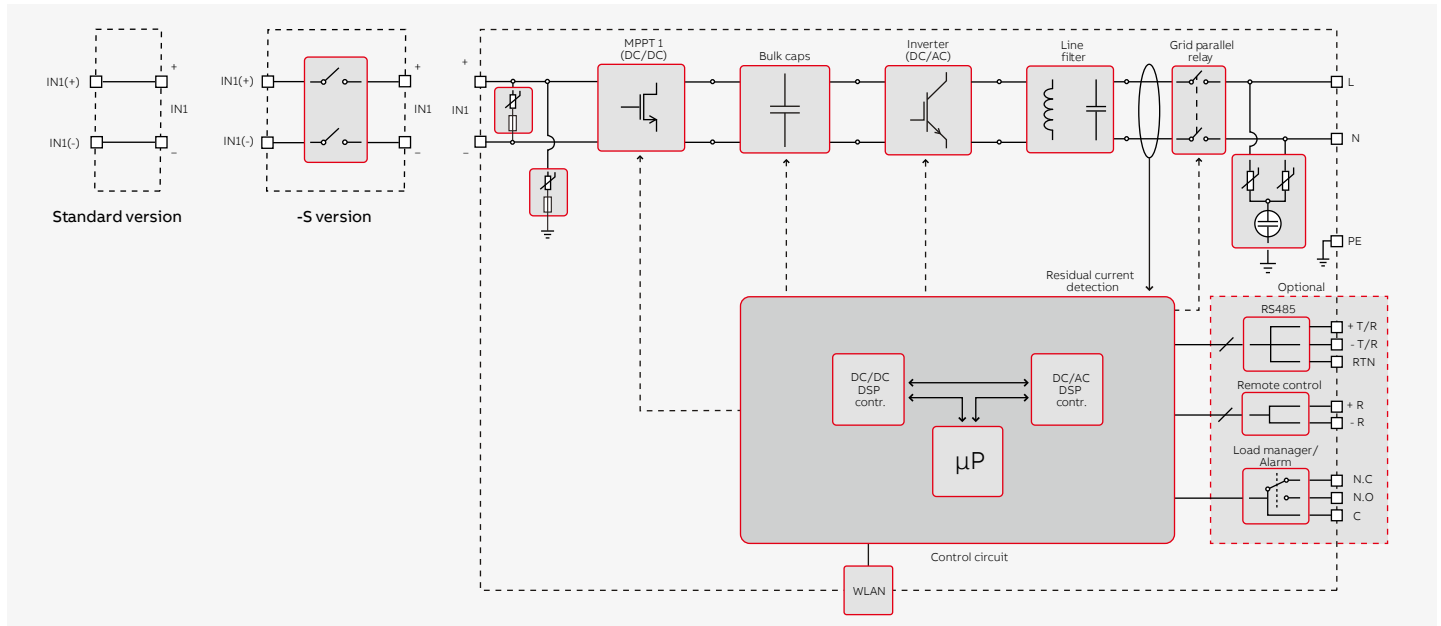 IN1(+)
+
IN1
IN1(-)
–
Standard version
IN1(+)
+
IN1
IN1(-)
–
-S version
+
IN1
–
MPPT 1
(DC/DC)
Bulk caps
Inverter
(DC/AC)
Line
filter
Grid parallel
relay
L
N
PE
Residual current
detection
Optional
RS485
+ T/R
- T/R
RTN
Remote control
+ R
- R
Load manager/
Alarm
N.C
N.O
C
DC/DC
DSP
contr.
DC/AC
DSP
contr.
µP
Control circuit
WLAN